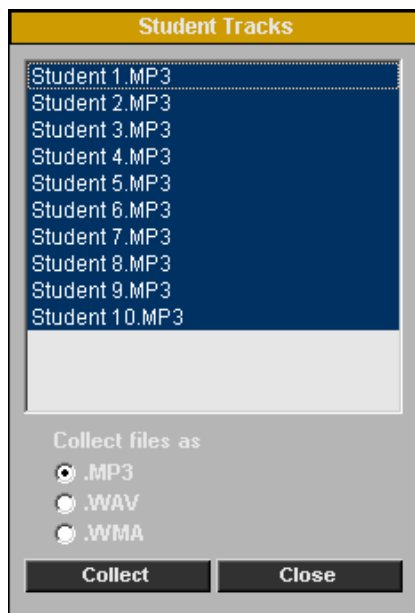 Student Tracks
Student 1.MP3
Student 2.MP3
Student 3.MP3
Student 4.MP3
Student 5.MP3
Student 6.MP3
Student 7.MP3
Student 8.MP3
Student 9.MP3
Student 10.MP3
Collect files as
.MP3
.WAV
.WMA
Collect Close